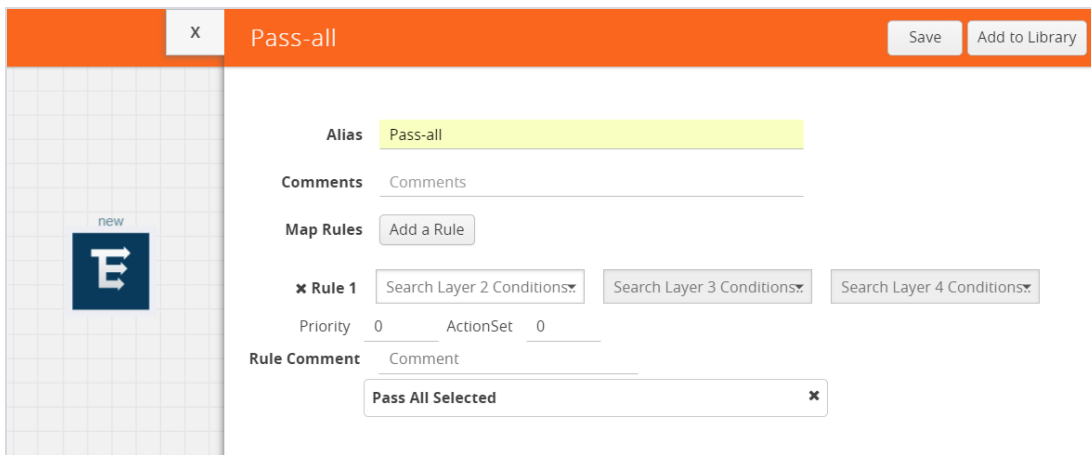 X Pass-all Save Add to Library
Alias Pass-all
Comments Comments
new
Map Rules Add a Rule
✖ Rule 1 Search Layer 2 Conditions... Search Layer 3 Conditions... Search Layer 4 Conditions...
Priority 0 ActionSet 0
Rule Comment Comment
Pass All Selected ✖